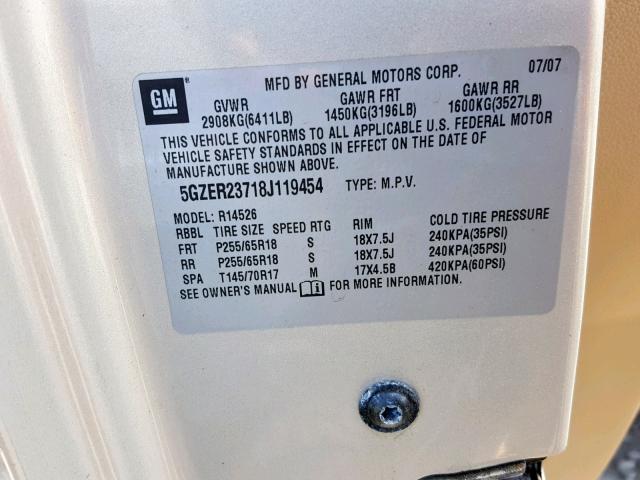 GM
MFD BY GENERAL MOTORS CORP. 07/07
GVWR GAWR FRT GAWR RR
2908KG(6411LB) 1450KG(3196LB) 1600KG(3527LB)
THIS VEHICLE CONFORMS TO ALL APPLICABLE U.S. FEDERAL MOTOR
VEHICLE SAFETY STANDARDS IN EFFECT ON THE DATE OF
MANUFACTURE SHOWN ABOVE.
5GZER23718J119454 TYPE: M.P.V.
MODEL: R14526
RBBL TIRE SIZE SPEED RTG RIM COLD TIRE PRESSURE
FRT P255/65R18 S 18X7.5J 240KPA(35PSI)
RR P255/65R18 S 18X7.5J 240KPA(35PSI)
SPA T145/70R17 M 17X4.5B 420KPA(60PSI)
SEE OWNER'S MANUAL FOR MORE INFORMATION.